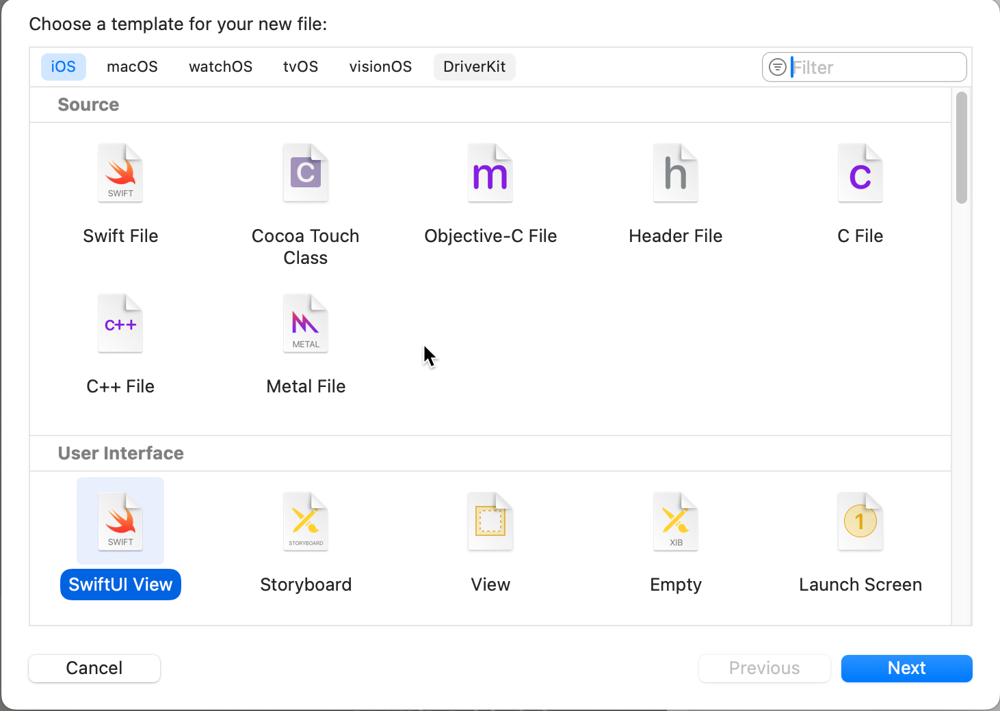 Choose a template for your new file:
iOS macOS watchOS tvOS visionOS DriverKit Filter
Source
SWIFT C m h c
Swift File Cocoa Touch Class Objective-C File Header File C File
C++ METAL
C++ File Metal File
User Interface
SWIFT STORYBOARD XIB 1
SwiftUI View Storyboard View Empty Launch Screen
Cancel Previous Next